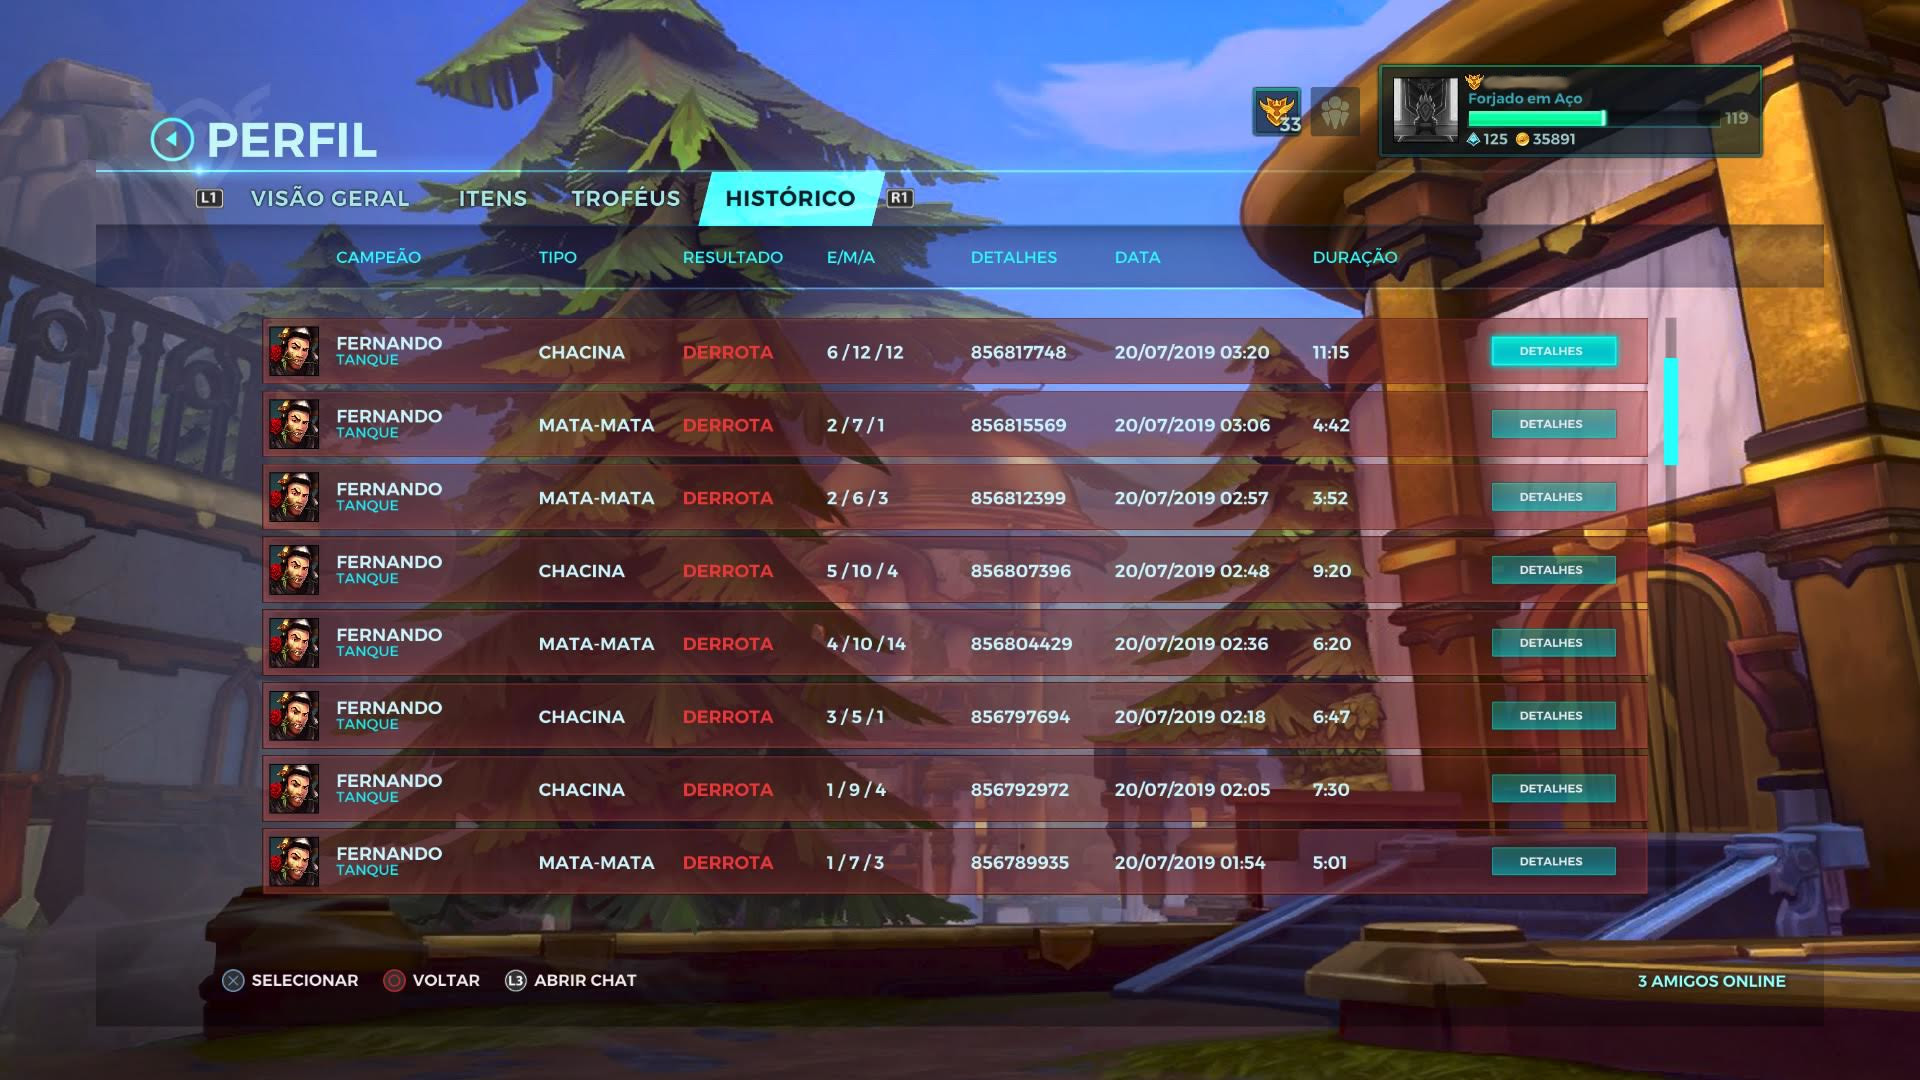 PERFIL
33
Forjado em Aço
119
125 35891
L1 VISÃO GERAL ITENS TROFÉUS HISTÓRICO R1
CAMPEÃO TIPO RESULTADO E/M/A DETALHES DATA DURAÇÃO
FERNANDO
TANQUE
CHACINA DERROTA 6 / 12 / 12 856817748 20/07/2019 03:20 11:15 DETALHES
FERNANDO
TANQUE
MATA-MATA DERROTA 2 / 7 / 1 856815569 20/07/2019 03:06 4:42 DETALHES
FERNANDO
TANQUE
MATA-MATA DERROTA 2 / 6 / 3 856812399 20/07/2019 02:57 3:52 DETALHES
FERNANDO
TANQUE
CHACINA DERROTA 5 / 10 / 4 856807396 20/07/2019 02:48 9:20 DETALHES
FERNANDO
TANQUE
MATA-MATA DERROTA 4 / 10 / 14 856804429 20/07/2019 02:36 6:20 DETALHES
FERNANDO
TANQUE
CHACINA DERROTA 3 / 5 / 1 856797694 20/07/2019 02:18 6:47 DETALHES
FERNANDO
TANQUE
CHACINA DERROTA 1 / 9 / 4 856792972 20/07/2019 02:05 7:30 DETALHES
FERNANDO
TANQUE
MATA-MATA DERROTA 1 / 7 / 3 856789935 20/07/2019 01:54 5:01 DETALHES
SELECIONAR VOLTAR L3 ABRIR CHAT
3 AMIGOS ONLINE